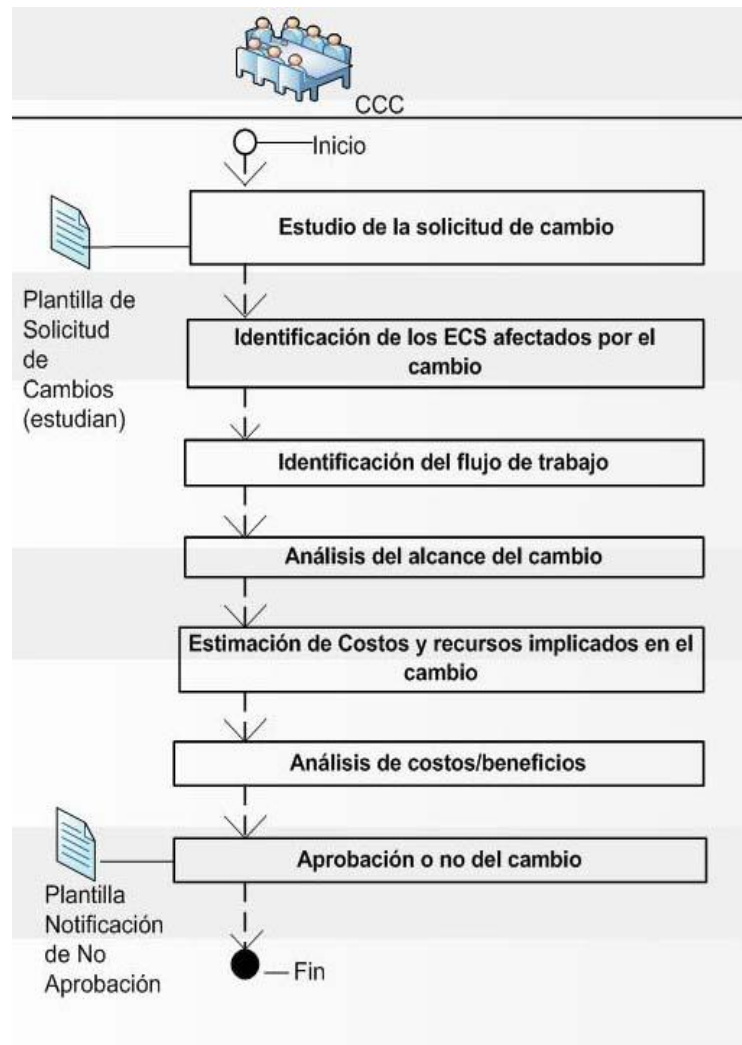 CCC
Inicio
Estudio de la solicitud de cambio
Plantilla de
Solicitud
de
Cambios
(estudian)
Identificación de los ECS afectados por el
cambio
Identificación del flujo de trabajo
Análisis del alcance del cambio
Estimación de Costos y recursos implicados en el
cambio
Análisis de costos/beneficios
Aprobación o no del cambio
Plantilla
Notificación
de No
Aprobación
Fin